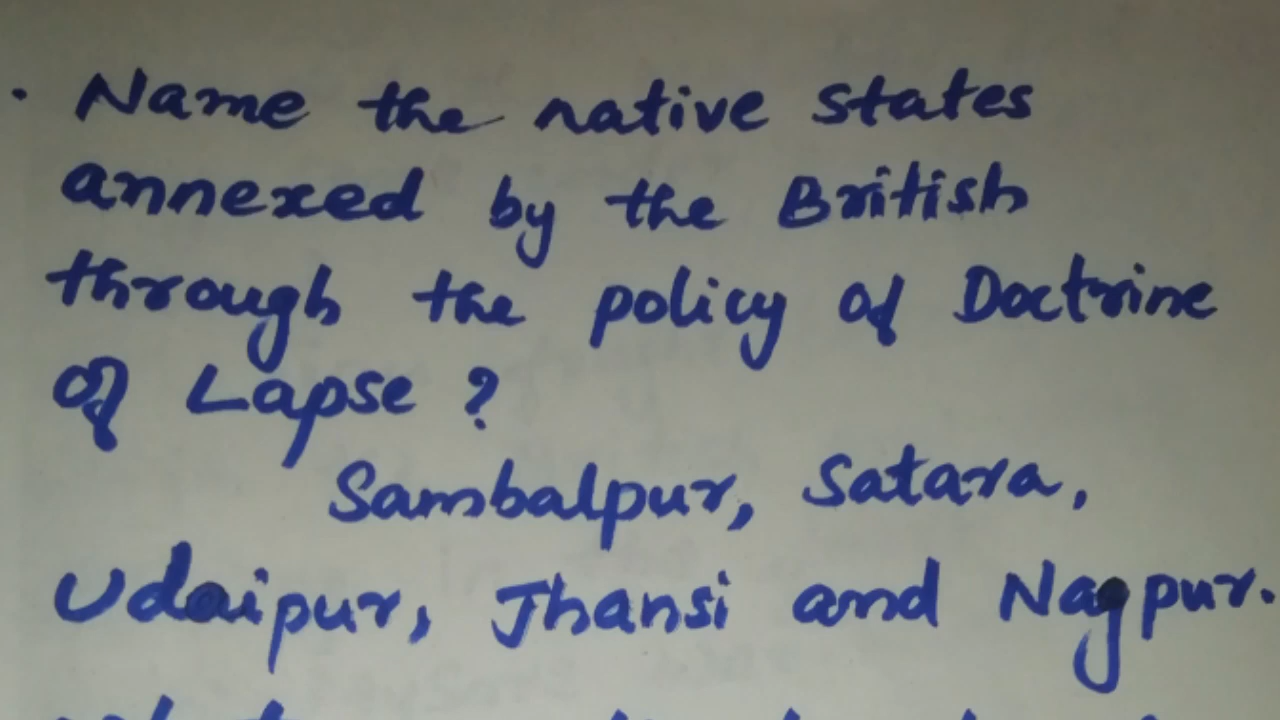 . Name the native states
annexed by the British
through the policy of Doctrine
of Lapse ?
Sambalpur, Satara,
Udaipur, Jhansi and Nagpur.